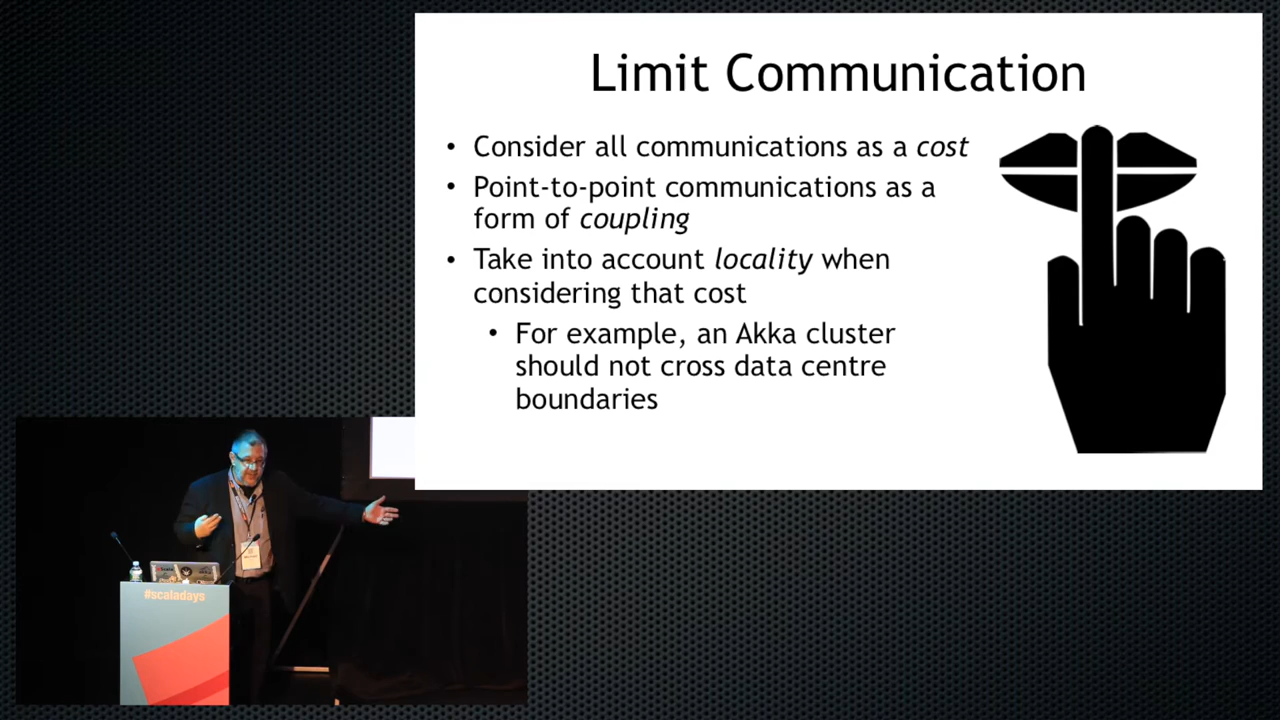 Limit Communication
• Consider all communications as a cost
• Point-to-point communications as a
form of coupling
• Take into account locality when
considering that cost
• For example, an Akka cluster
should not cross data centre
boundaries
#scaladays